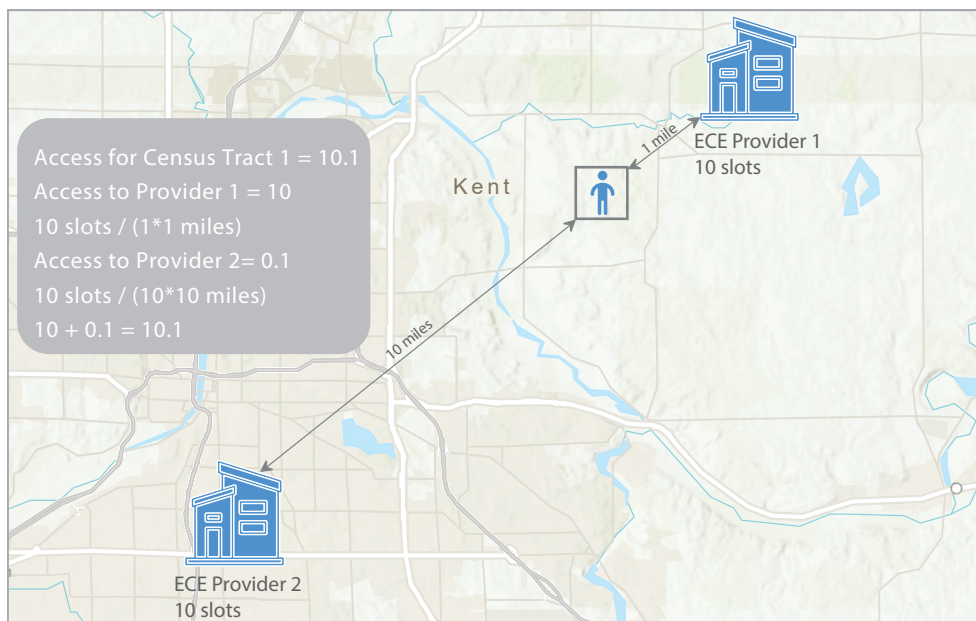 ECE Provider 1
10 slots
1 mile
Kent
Access for Census Tract 1 = 10.1
Access to Provider 1 = 10
10 slots / (1*1 miles)
Access to Provider 2= 0.1
10 slots / (10*10 miles)
10 + 0.1 = 10.1
10 miles
ECE Provider 2
10 slots